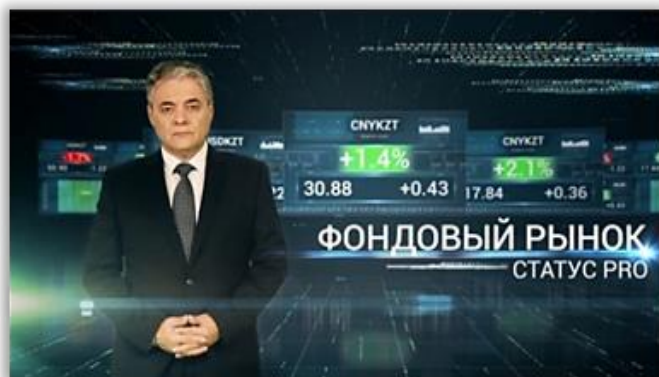 CNYKZT
+1.4%
30.88 +0.43
CNYKZT
+2.1%
17.84 +0.36
ФОНДОВЫЙ РЫНОК
СТАТУС PRO